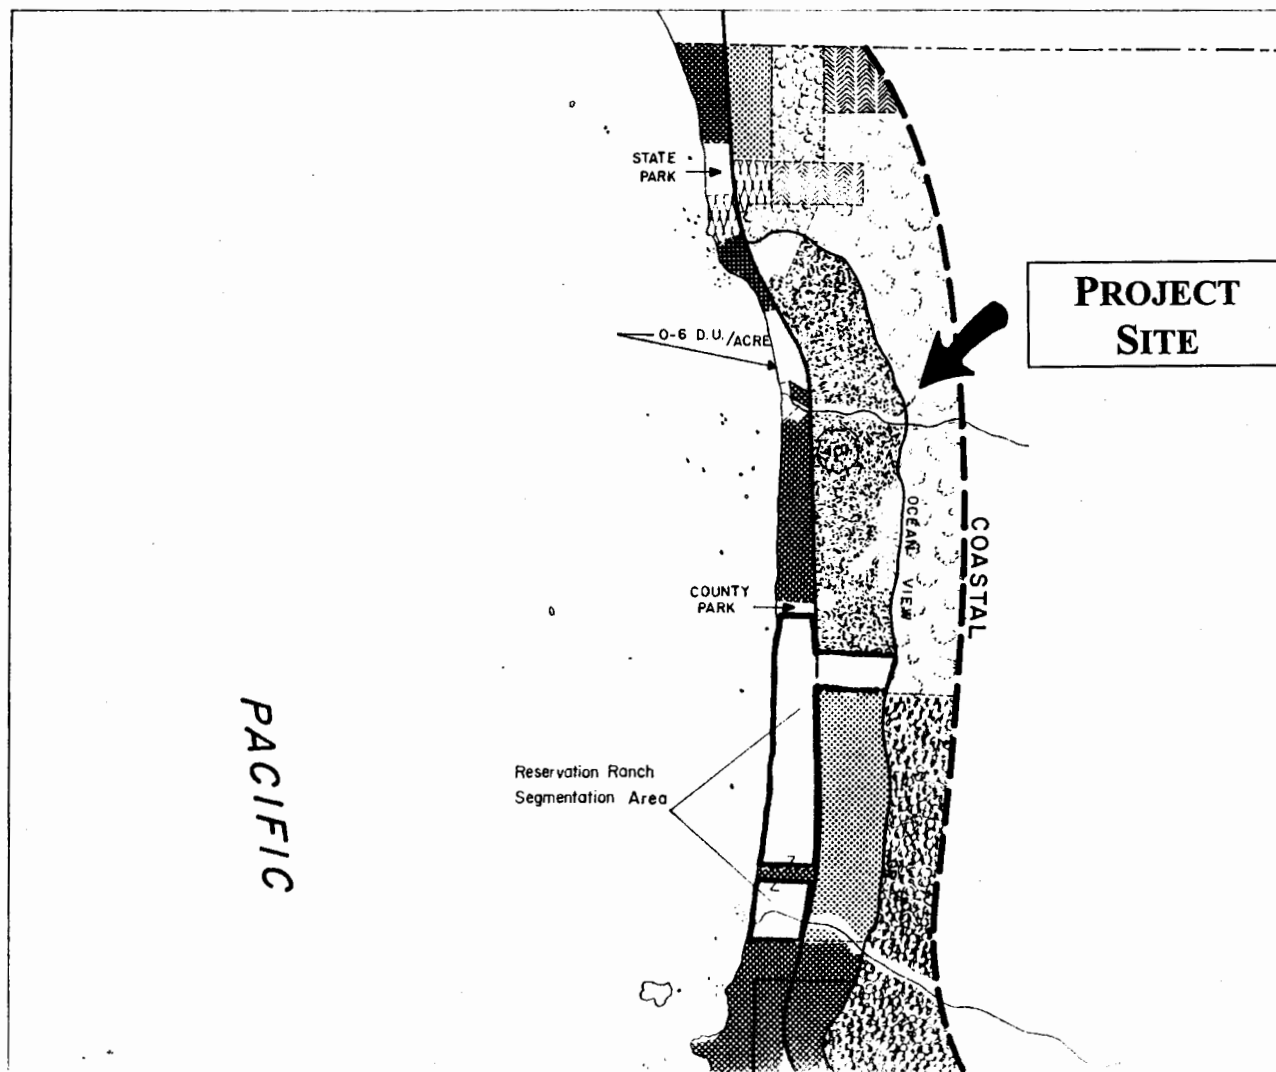 STATE
PARK
PROJECT
SITE
0-6 D.U./ACRE
OCEAN VIEW
COASTAL
COUNTY
PARK
PACIFIC
Reservation Ranch
Segmentation Area